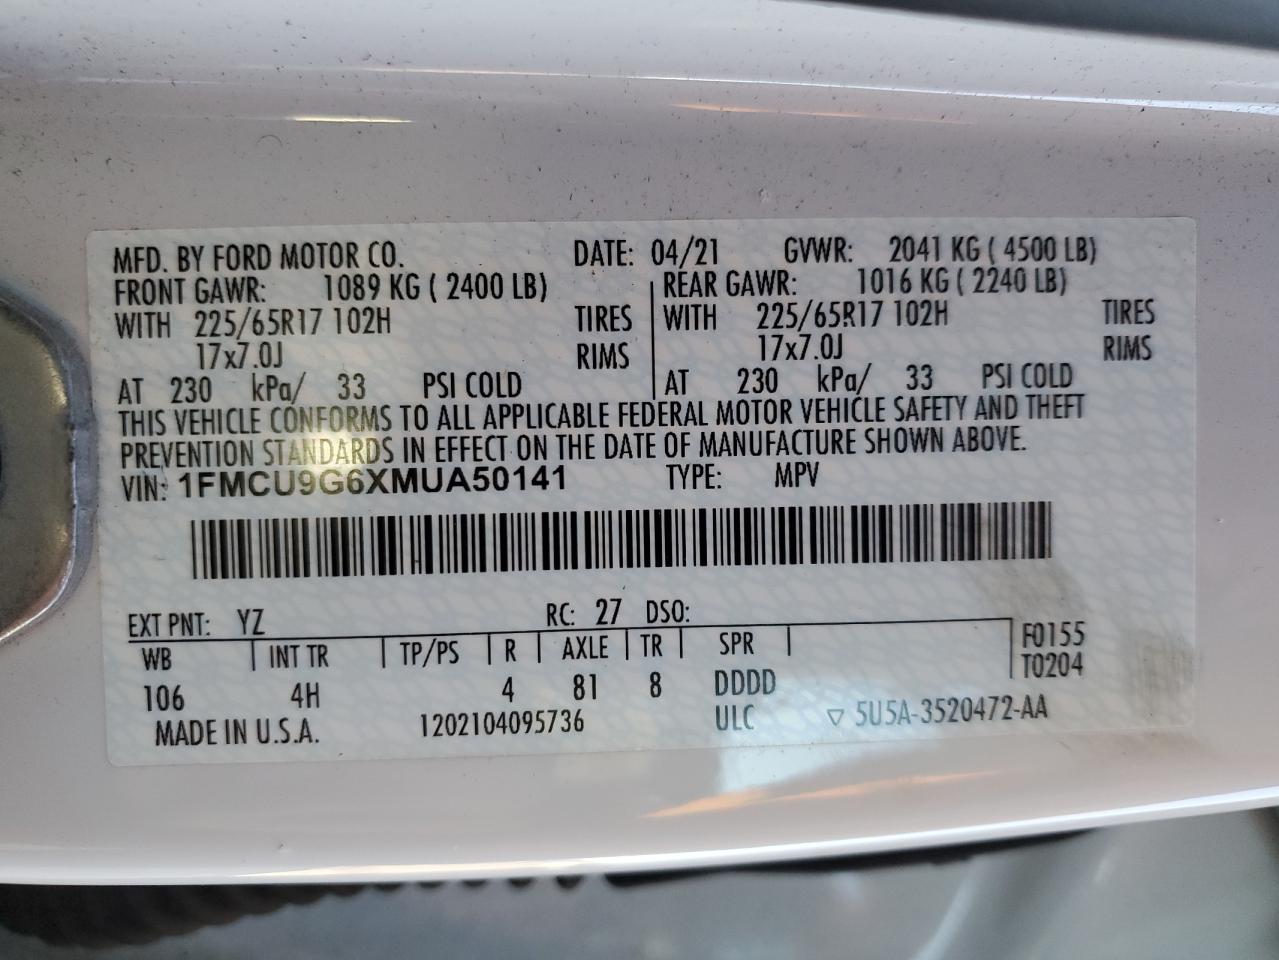 MFD. BY FORD MOTOR CO. DATE: 04/21 GVWR: 2041 KG ( 4500 LB)
FRONT GAWR: 1089 KG ( 2400 LB) REAR GAWR: 1016 KG ( 2240 LB)
WITH 225/65R17 102H TIRES WITH 225/65R17 102H TIRES
17x7.0J RIMS 17x7.0J RIMS
AT 230 kPa/ 33 PSI COLD AT 230 kPa/ 33 PSI COLD
THIS VEHICLE CONFORMS TO ALL APPLICABLE FEDERAL MOTOR VEHICLE SAFETY AND THEFT
PREVENTION STANDARDS IN EFFECT ON THE DATE OF MANUFACTURE SHOWN ABOVE.
VIN: 1FMCU9G6XMUA50141 TYPE: MPV
EXT PNT: YZ RC: 27 DSO:
WB INT TR TP/PS R AXLE TR SPR F0155
T0204
106 4H 4 81 8 DDDD
MADE IN U.S.A. 1202104095736 ULC ▽ 5U5A-3520472-AA